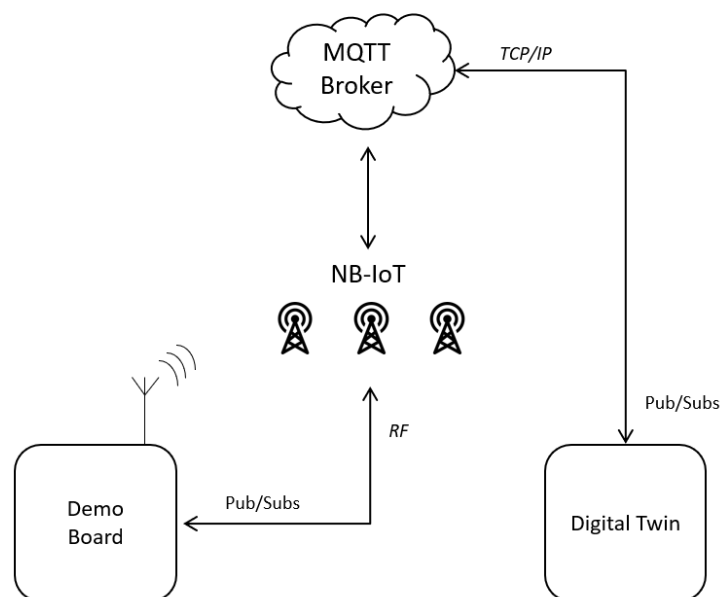 MQTT
Broker
TCP/IP
NB-IoT
RF
Pub/Subs
Pub/Subs
Demo
Board
Digital Twin